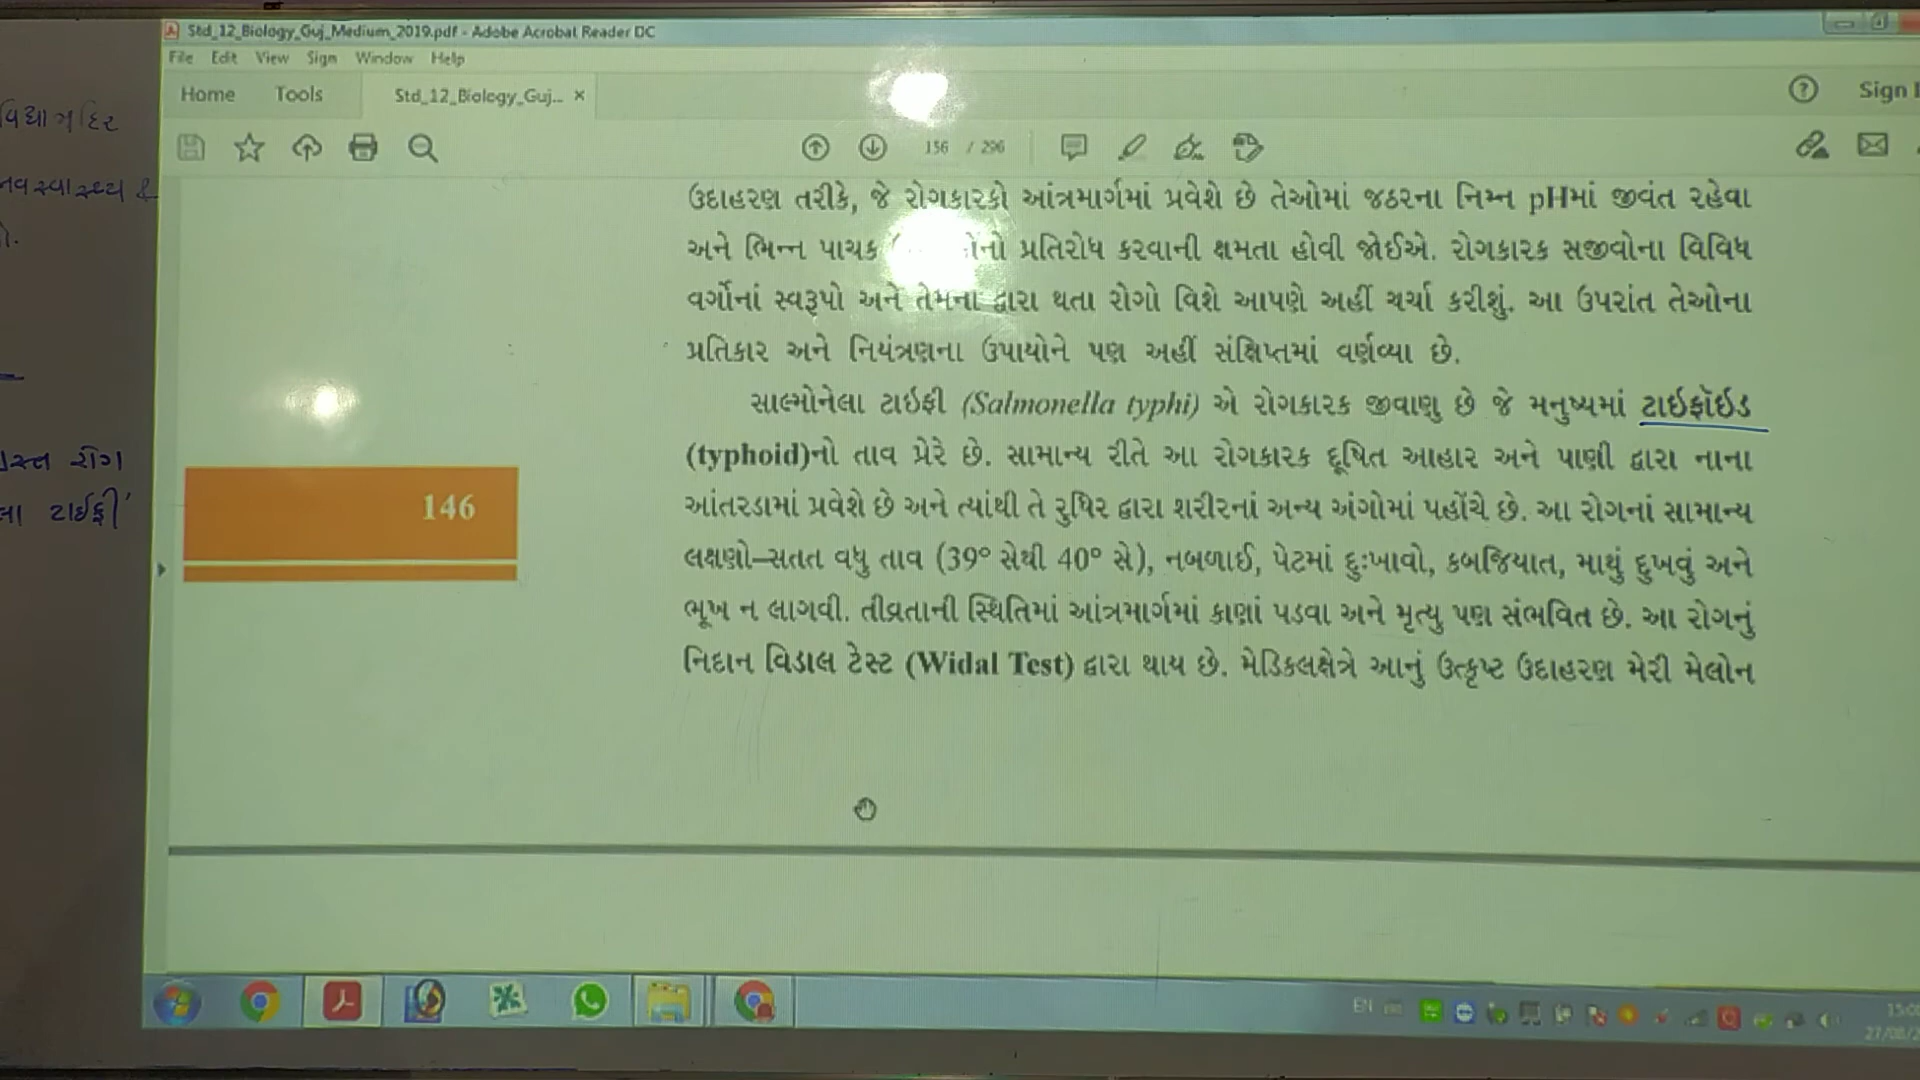 Std_12_Biology_Guj_Medium_2019.pdf - Adobe Acrobat Reader DC
File Edit View Sign Window Help
Home Tools Std_12_Biology_Guj... × Sign
156 / 296
ઉદાહરણ તરીકે, જે રોગકારકો આંત્રમાર્ગમાં પ્રવેશે છે તેઓમાં જઠરના નિમ્ન pHમાં જીવંત રહેવા
અને ભિન્ન પાચક પ્રતિરોધ કરવાની ક્ષમતા હોવી જોઈએ. રોગકારક સજીવોના વિવિધ
વર્ગોનાં સ્વરૂપો અને તેમના દ્વારા થતા રોગો વિશે આપણે અહીં ચર્ચા કરીશું. આ ઉપરાંત તેઓના
પ્રતિકાર અને નિયંત્રણના ઉપાયોને પણ અહીં સંક્ષિપ્તમાં વર્ણવ્યા છે.
સાલ્મોનેલા ટાઇફી (Salmonella typhi) એ રોગકારક જીવાણુ છે જે મનુષ્યમાં ટાઇફૉઇડ
(typhoid)નો તાવ પ્રેરે છે. સામાન્ય રીતે આ રોગકારક દૂષિત આહાર અને પાણી દ્વારા નાના
આંતરડામાં પ્રવેશે છે અને ત્યાંથી તે રુધિર દ્વારા શરીરનાં અન્ય અંગોમાં પહોંચે છે. આ રોગનાં સામાન્ય
લક્ષણો–સતત વધુ તાવ (39° સેથી 40° સે), નબળાઈ, પેટમાં દુઃખાવો, કબજિયાત, માથું દુખવું અને
ભૂખ ન લાગવી. તીવ્રતાની સ્થિતિમાં આંત્રમાર્ગમાં કાણાં પડવા અને મૃત્યુ પણ સંભવિત છે. આ રોગનું
નિદાન વિડાલ ટેસ્ટ (Widal Test) દ્વારા થાય છે. મેડિકલક્ષેત્રે આનું ઉત્કૃષ્ટ ઉદાહરણ મેરી મેલોન
146
રોગ
ટાઈફી'
EN